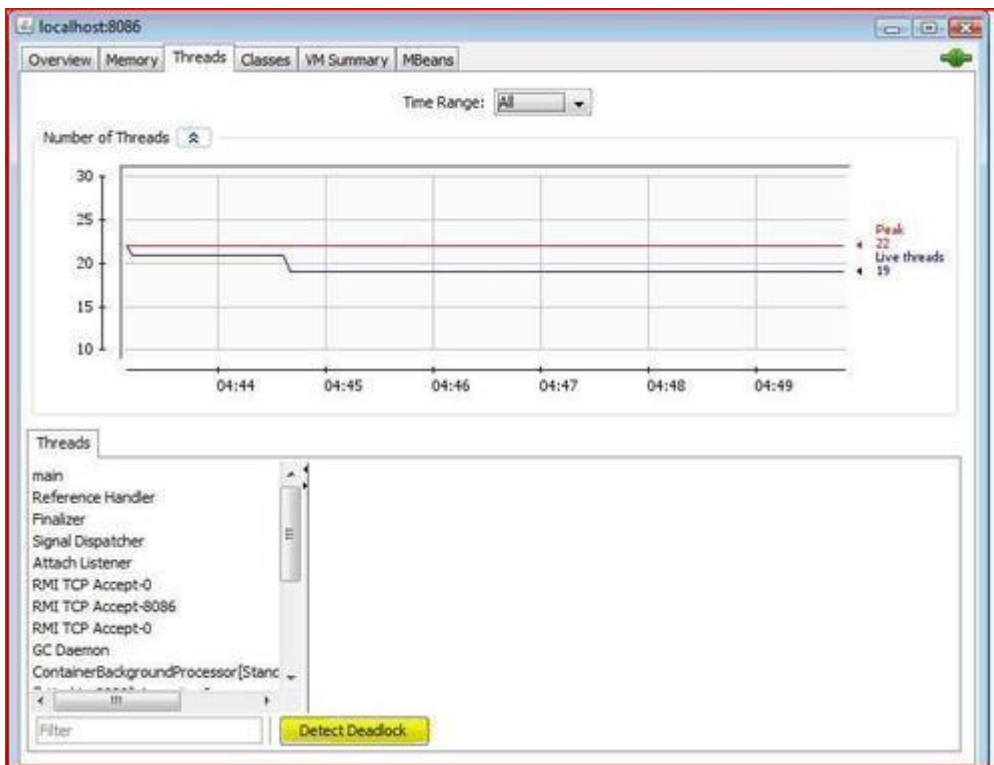 localhost:8086
Overview Memory Threads Classes VM Summary MBeans
Time Range: All
Number of Threads
30
25
20
15
10
Peak
22
Live threads
19
04:44 04:45 04:46 04:47 04:48 04:49
Threads
main
Reference Handler
Finalizer
Signal Dispatcher
Attach Listener
RMI TCP Accept-0
RMI TCP Accept-8086
RMI TCP Accept-0
GC Daemon
ContainerBackgroundProcessor[Stanc
Filter
Detect Deadlock